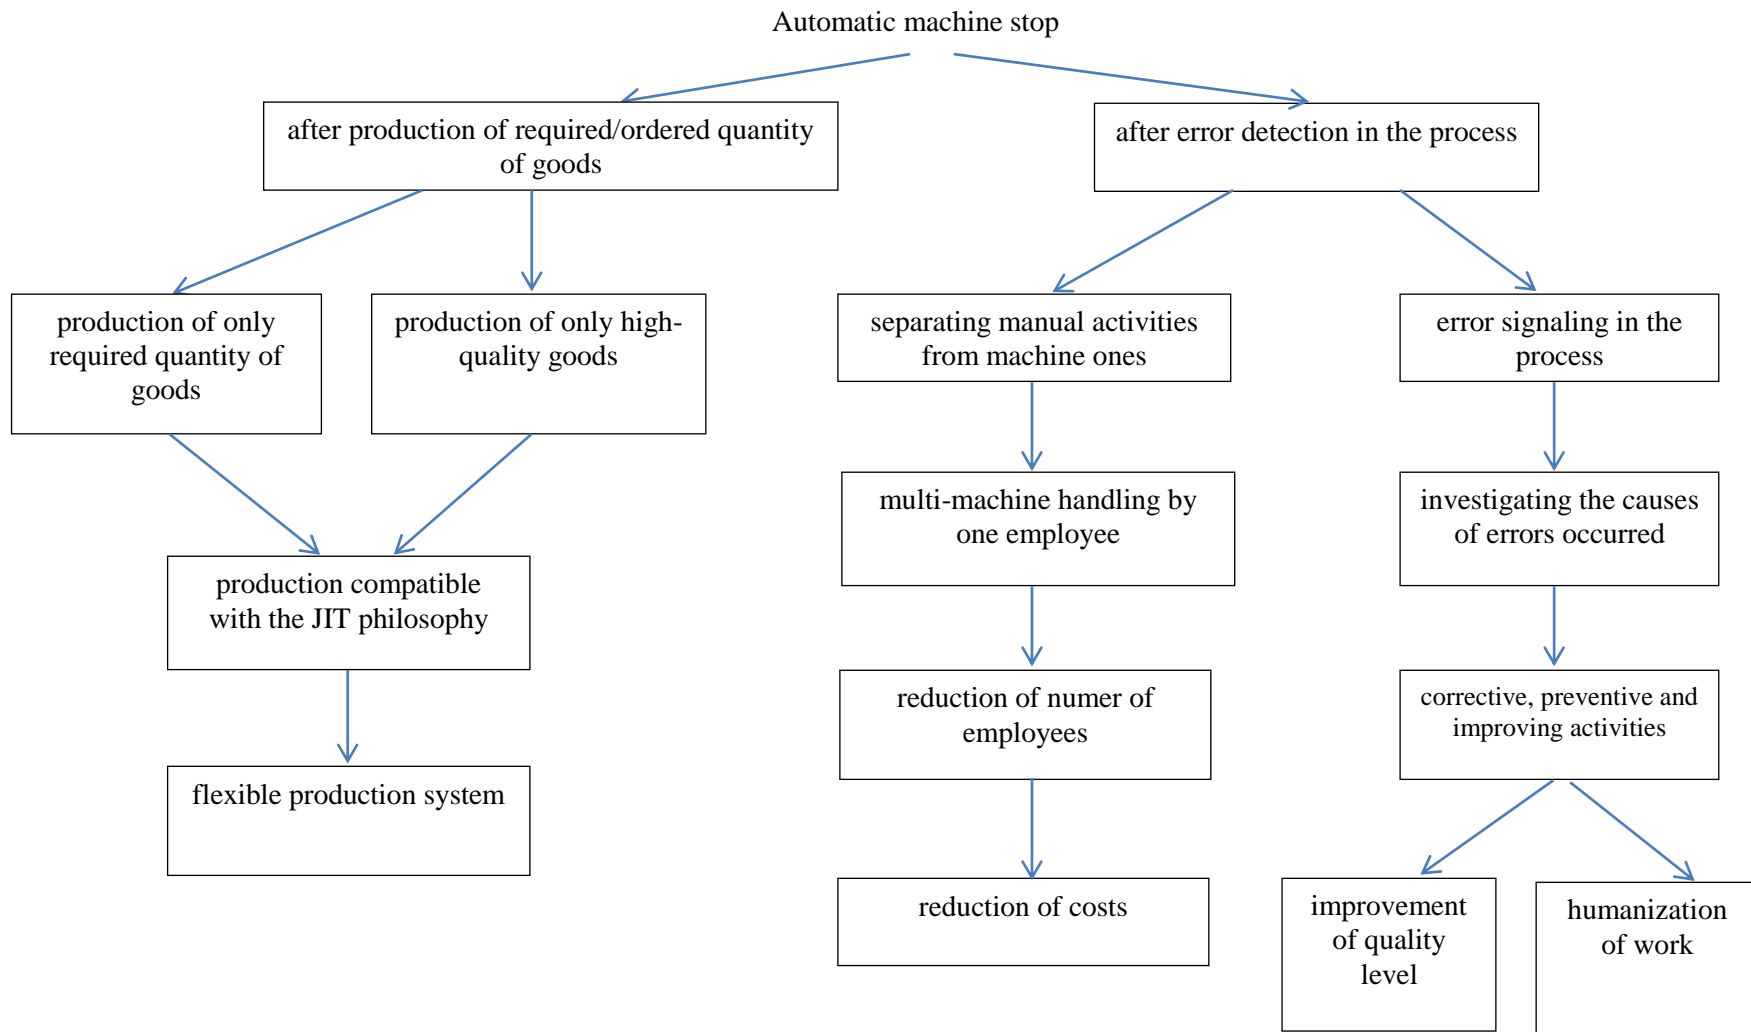 Automatic machine stop
after production of required/ordered quantity
of goods
after error detection in the process
production of only
required quantity of
goods
production of only high-
quality goods
separating manual activities
from machine ones
error signaling in the
process
multi-machine handling by
one employee
investigating the causes
of errors occurred
production compatible
with the JIT philosophy
reduction of numer of
employees
corrective, preventive and
improving activities
flexible production system
reduction of costs
improvement
of quality
level
humanization
of work